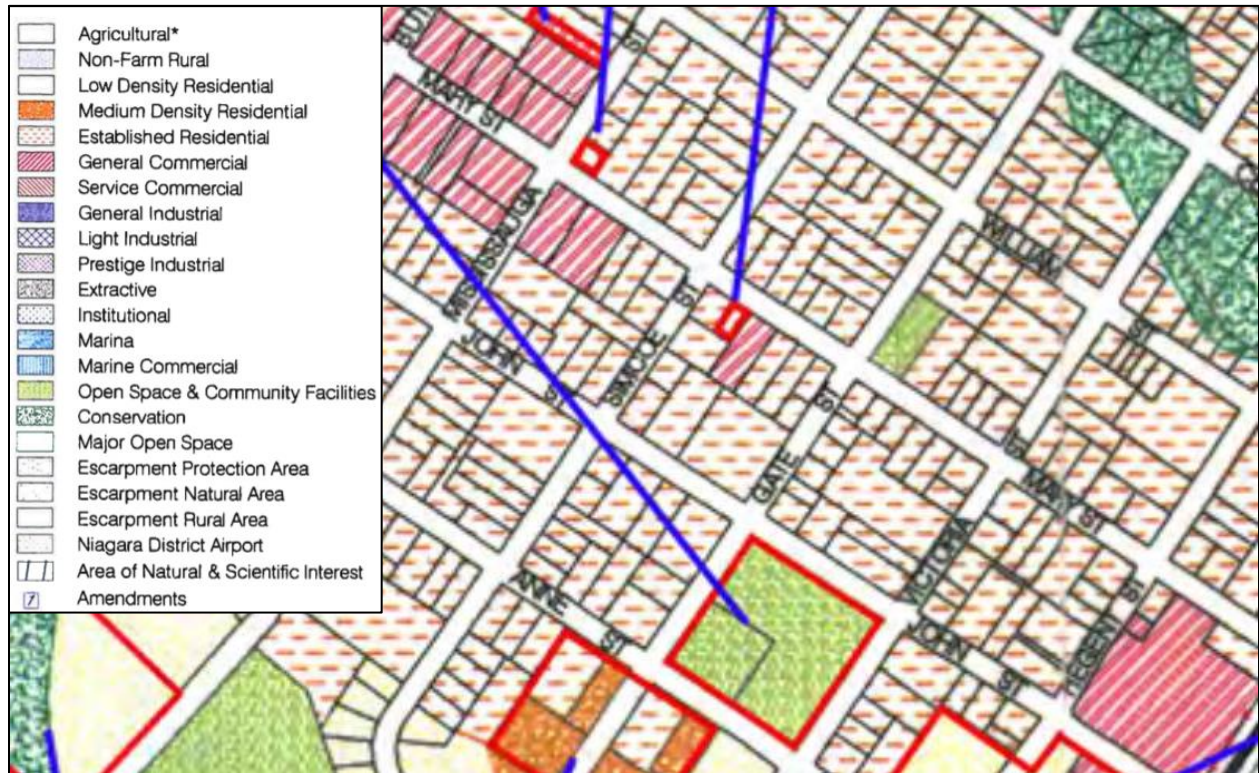 Agricultural*
Non-Farm Rural
Low Density Residential
Medium Density Residential
Established Residential
General Commercial
Service Commercial
General Industrial
Light Industrial
Prestige Industrial
Extractive
Institutional
Marina
Marine Commercial
Open Space & Community Facilities
Conservation
Major Open Space
Escarpment Protection Area
Escarpment Natural Area
Escarpment Rural Area
Niagara District Airport
Area of Natural & Scientific Interest
Amendments
ST
MARY ST
MISSISSAUGA
ST
WILLIAM
ST
JOHN
ST
SIMCOE
ST
GATE
ST
MARY ST
VICTORIA
ANNE
ST
JOHN
ST
REGENT
ST